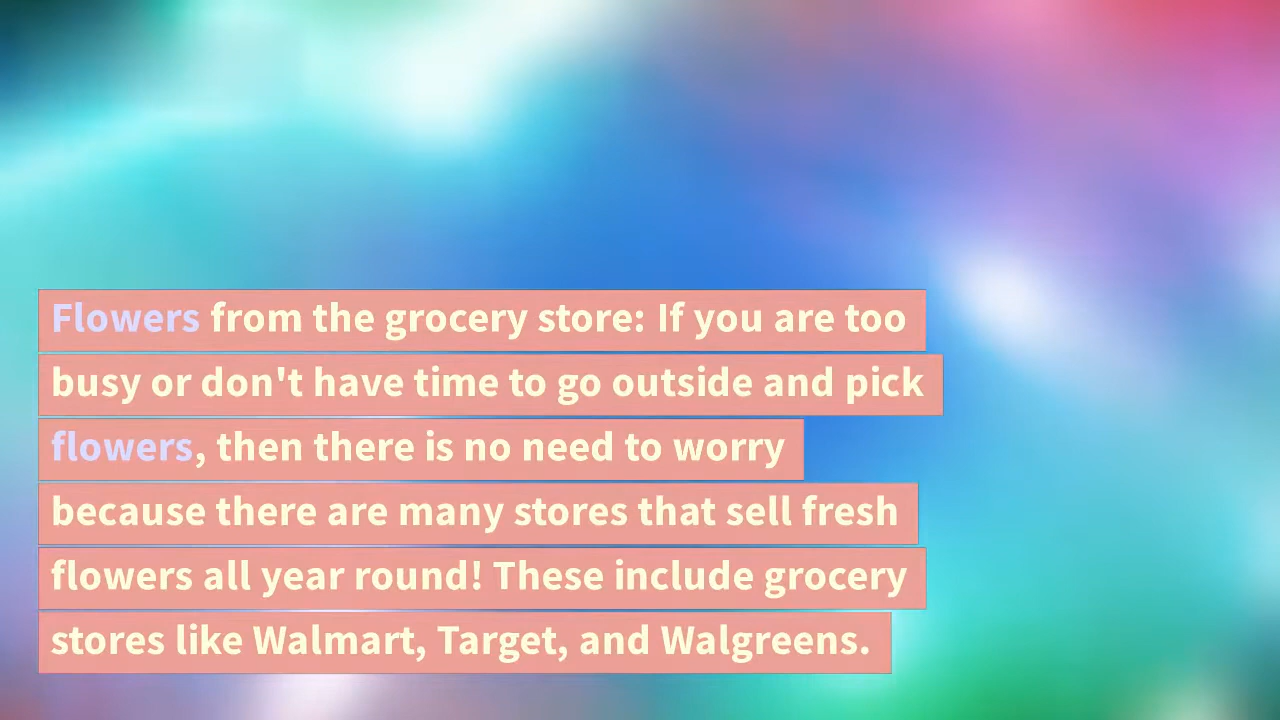 Flowers from the grocery store: If you are too
busy or don't have time to go outside and pick
flowers, then there is no need to worry
because there are many stores that sell fresh
flowers all year round! These include grocery
stores like Walmart, Target, and Walgreens.